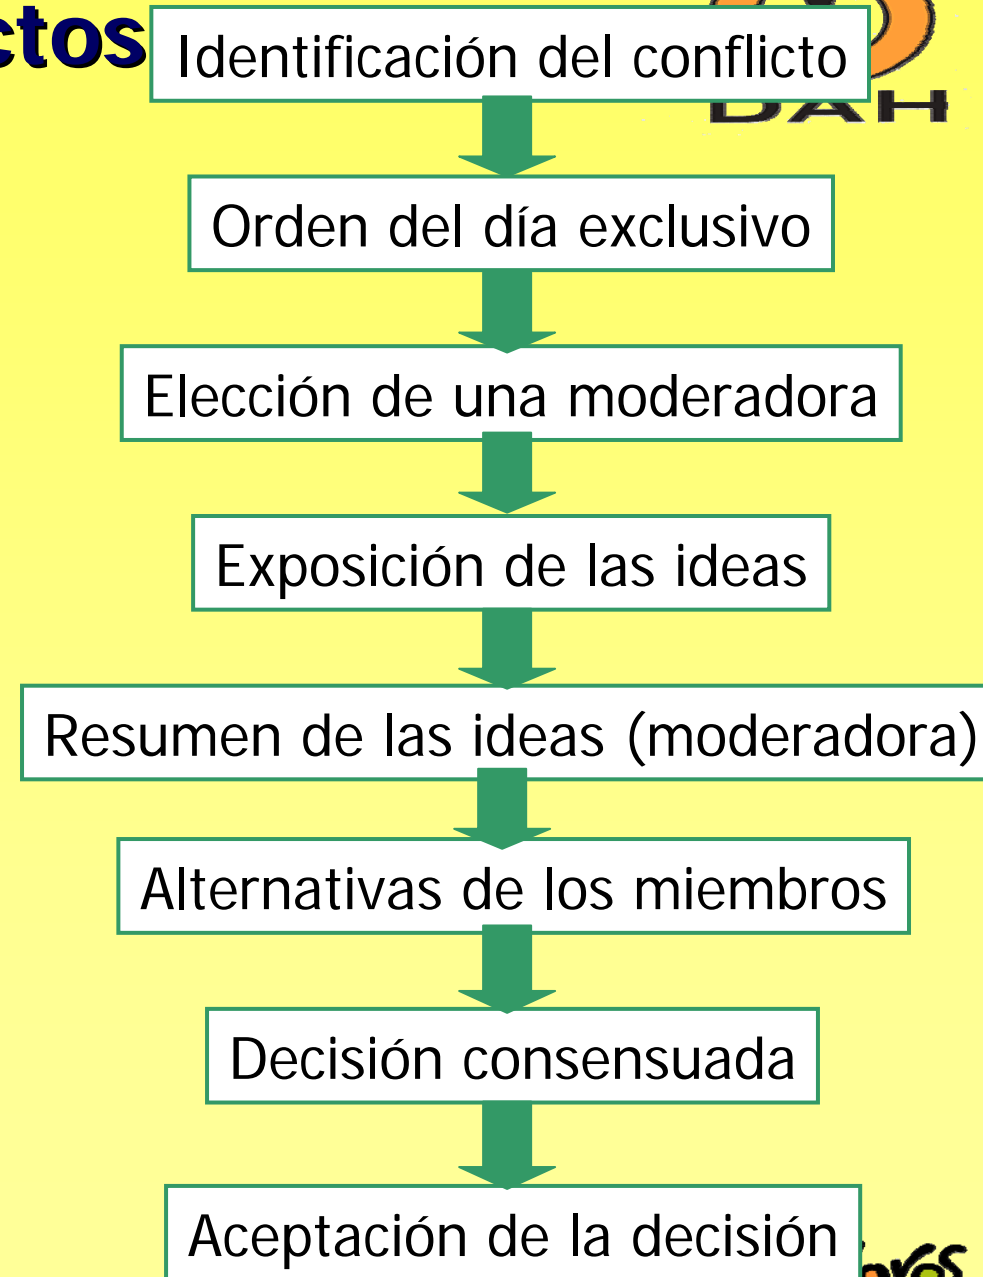 ctos
Identificación del conflicto
DAH
Orden del día exclusivo
Elección de una moderadora
Exposición de las ideas
Resumen de las ideas (moderadora)
Alternativas de los miembros
Decisión consensuada
Aceptación de la decisión